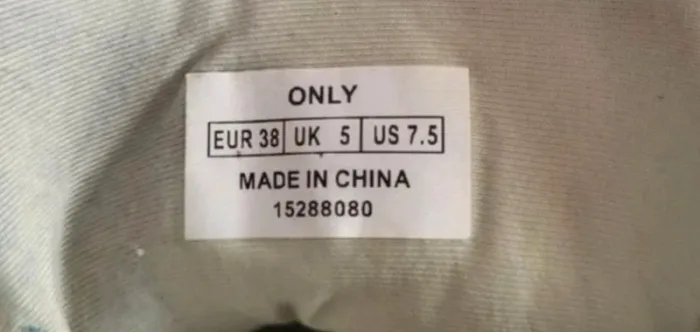 ONLY
EUR 38 UK 5 US 7.5
MADE IN CHINA
15288080